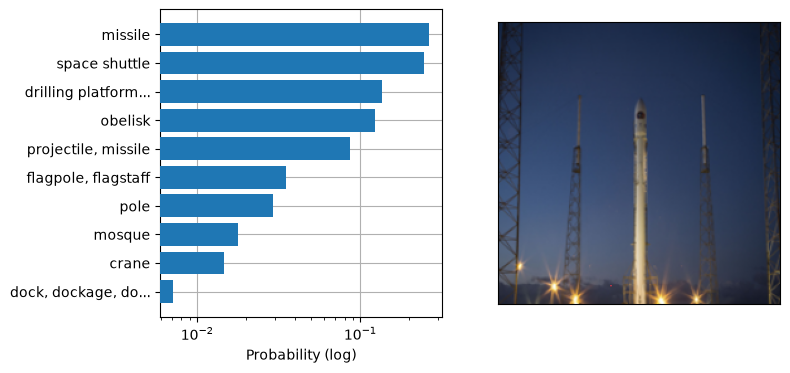 missile
space shuttle
drilling platform...
obelisk
projectile, missile
flagpole, flagstaff
pole
mosque
crane
dock, dockage, do...
10⁻² 10⁻¹
Probability (log)